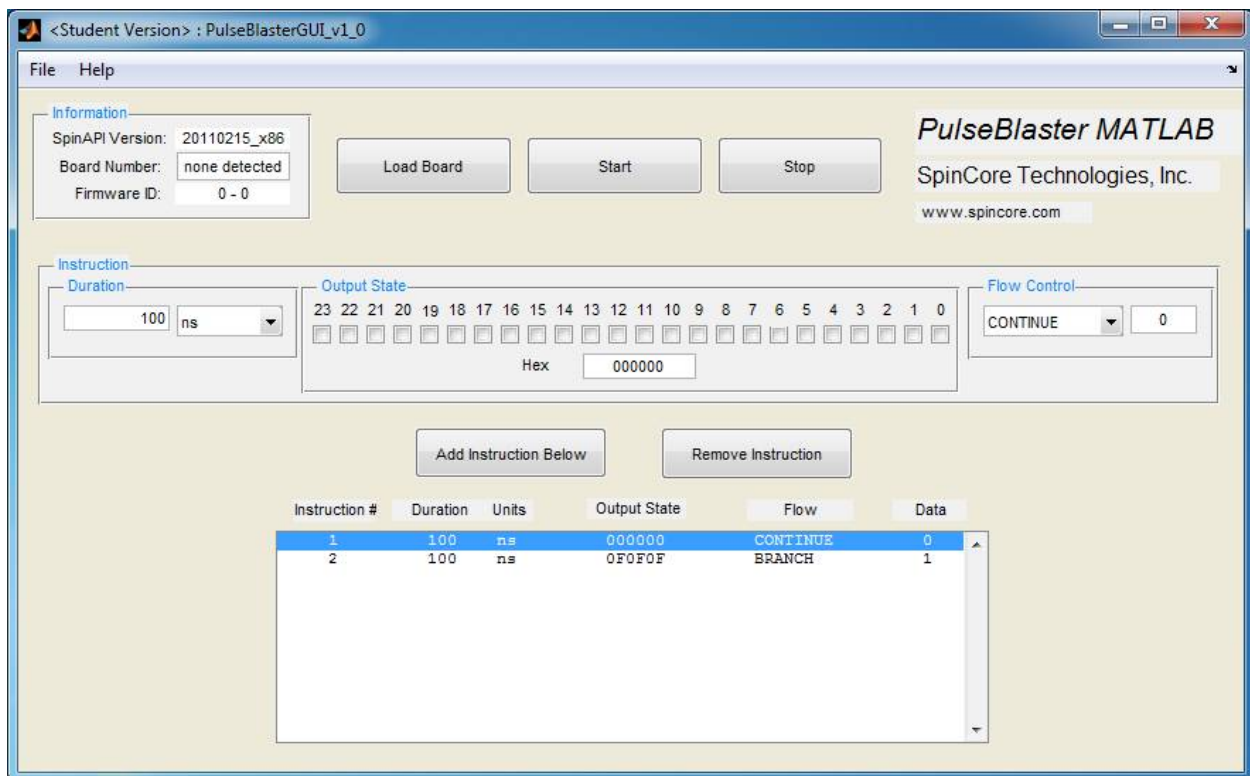 <Student Version> : PulseBlasterGUI_v1_0
File Help
Information
SpinAPI Version: 20110215_x86
Board Number: none detected
Firmware ID: 0 - 0
Load Board Start Stop
PulseBlaster MATLAB
SpinCore Technologies, Inc.
www.spincore.com
Instruction
Duration Output State Flow Control
23 22 21 20 19 18 17 16 15 14 13 12 11 10 9 8 7 6 5 4 3 2 1 0
100 ns CONTINUE 0
Hex 000000
Add Instruction Below Remove Instruction
Instruction # Duration Units Output State Flow Data
1 100 ns 000000 CONTINUE 0
2 100 ns 0F0F0F BRANCH 1